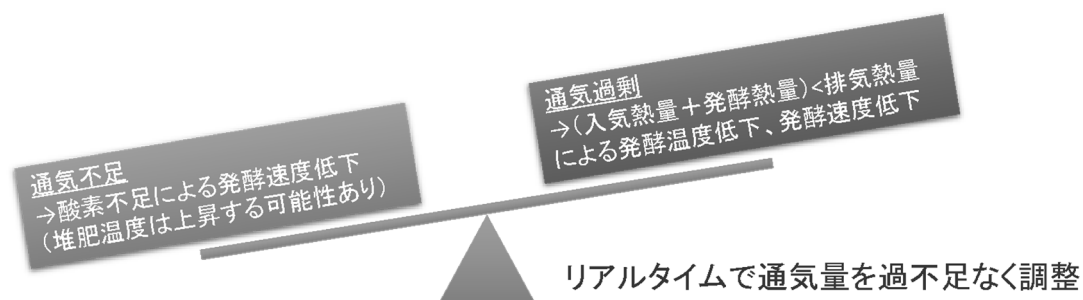 通気不足
→酸素不足による発酵速度低下
(堆肥温度は上昇する可能性あり)
通気過剰
→(入気熱量+発酵熱量)<排気熱量
による発酵温度低下、発酵速度低下
リアルタイムで通気量を過不足なく調整